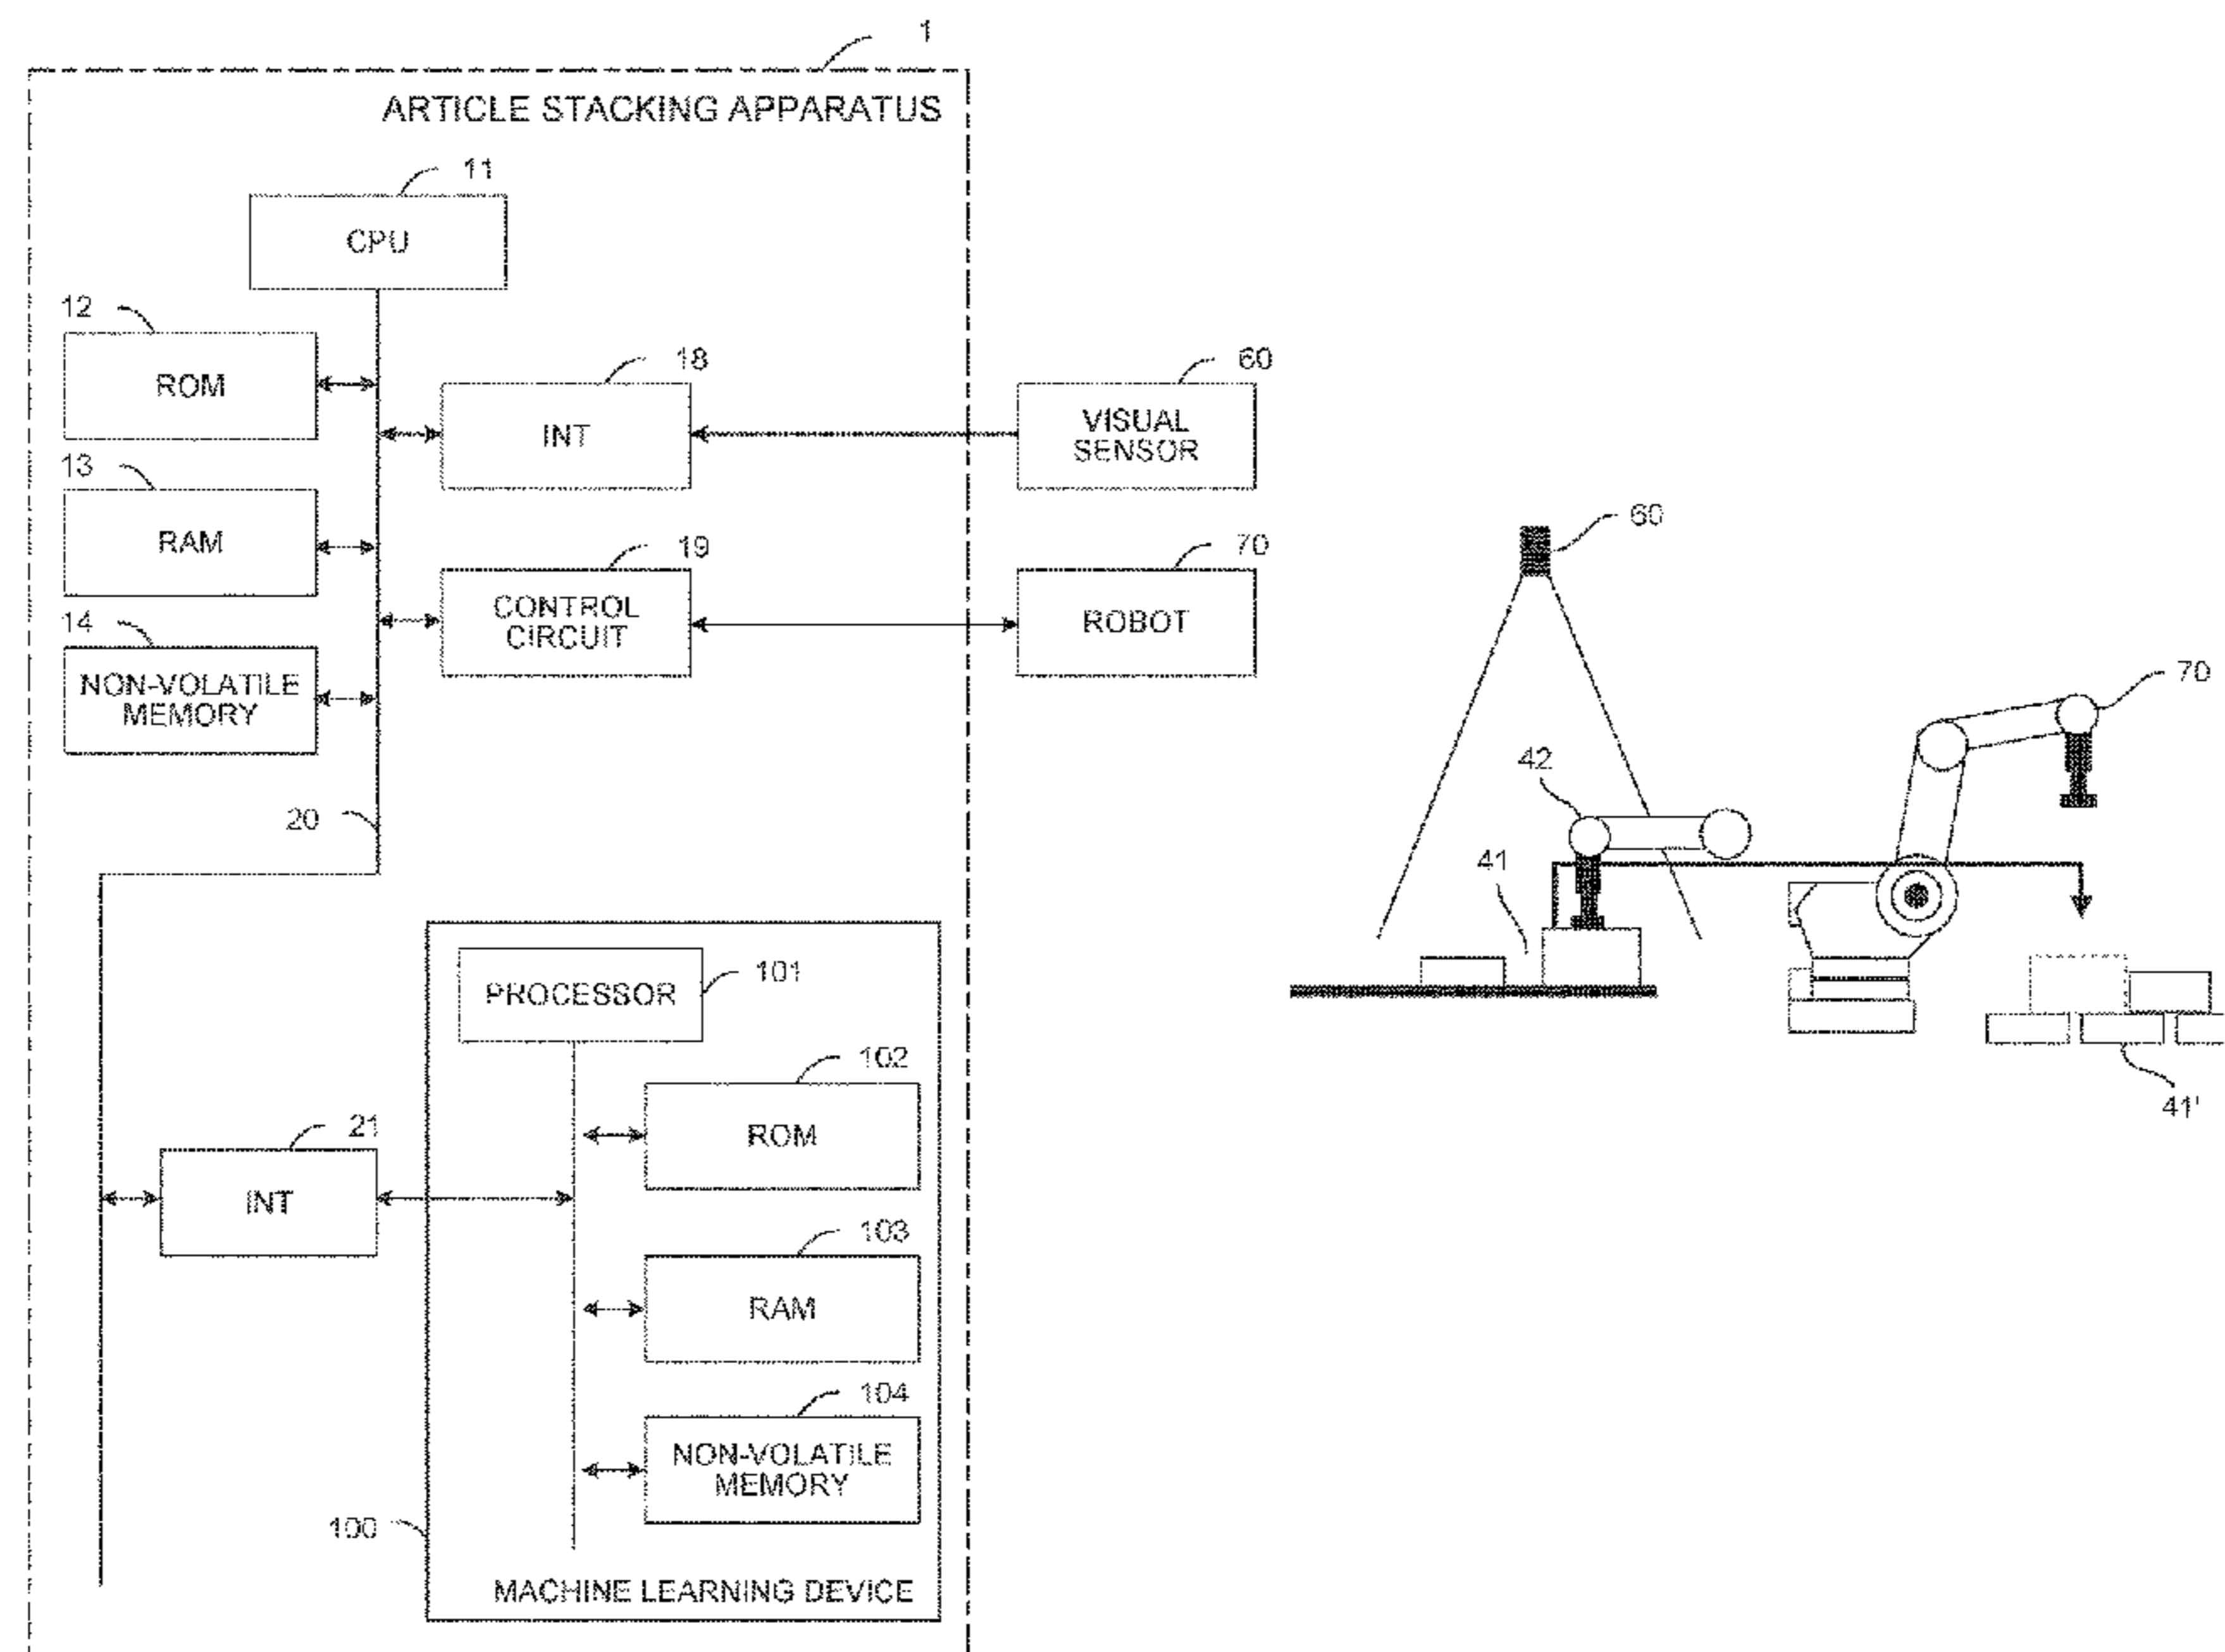 1
ARTICLE STACKING APPARATUS
11
CPU
12
ROM
18
INT
60
VISUAL
SENSOR
13
RAM
19
CONTROL
CIRCUIT
70
ROBOT
14
NON-VOLATILE
MEMORY
20
60
70
42
41
41'
PROCESSOR
101
102
ROM
21
INT
103
RAM
104
NON-VOLATILE
MEMORY
100
MACHINE LEARNING DEVICE